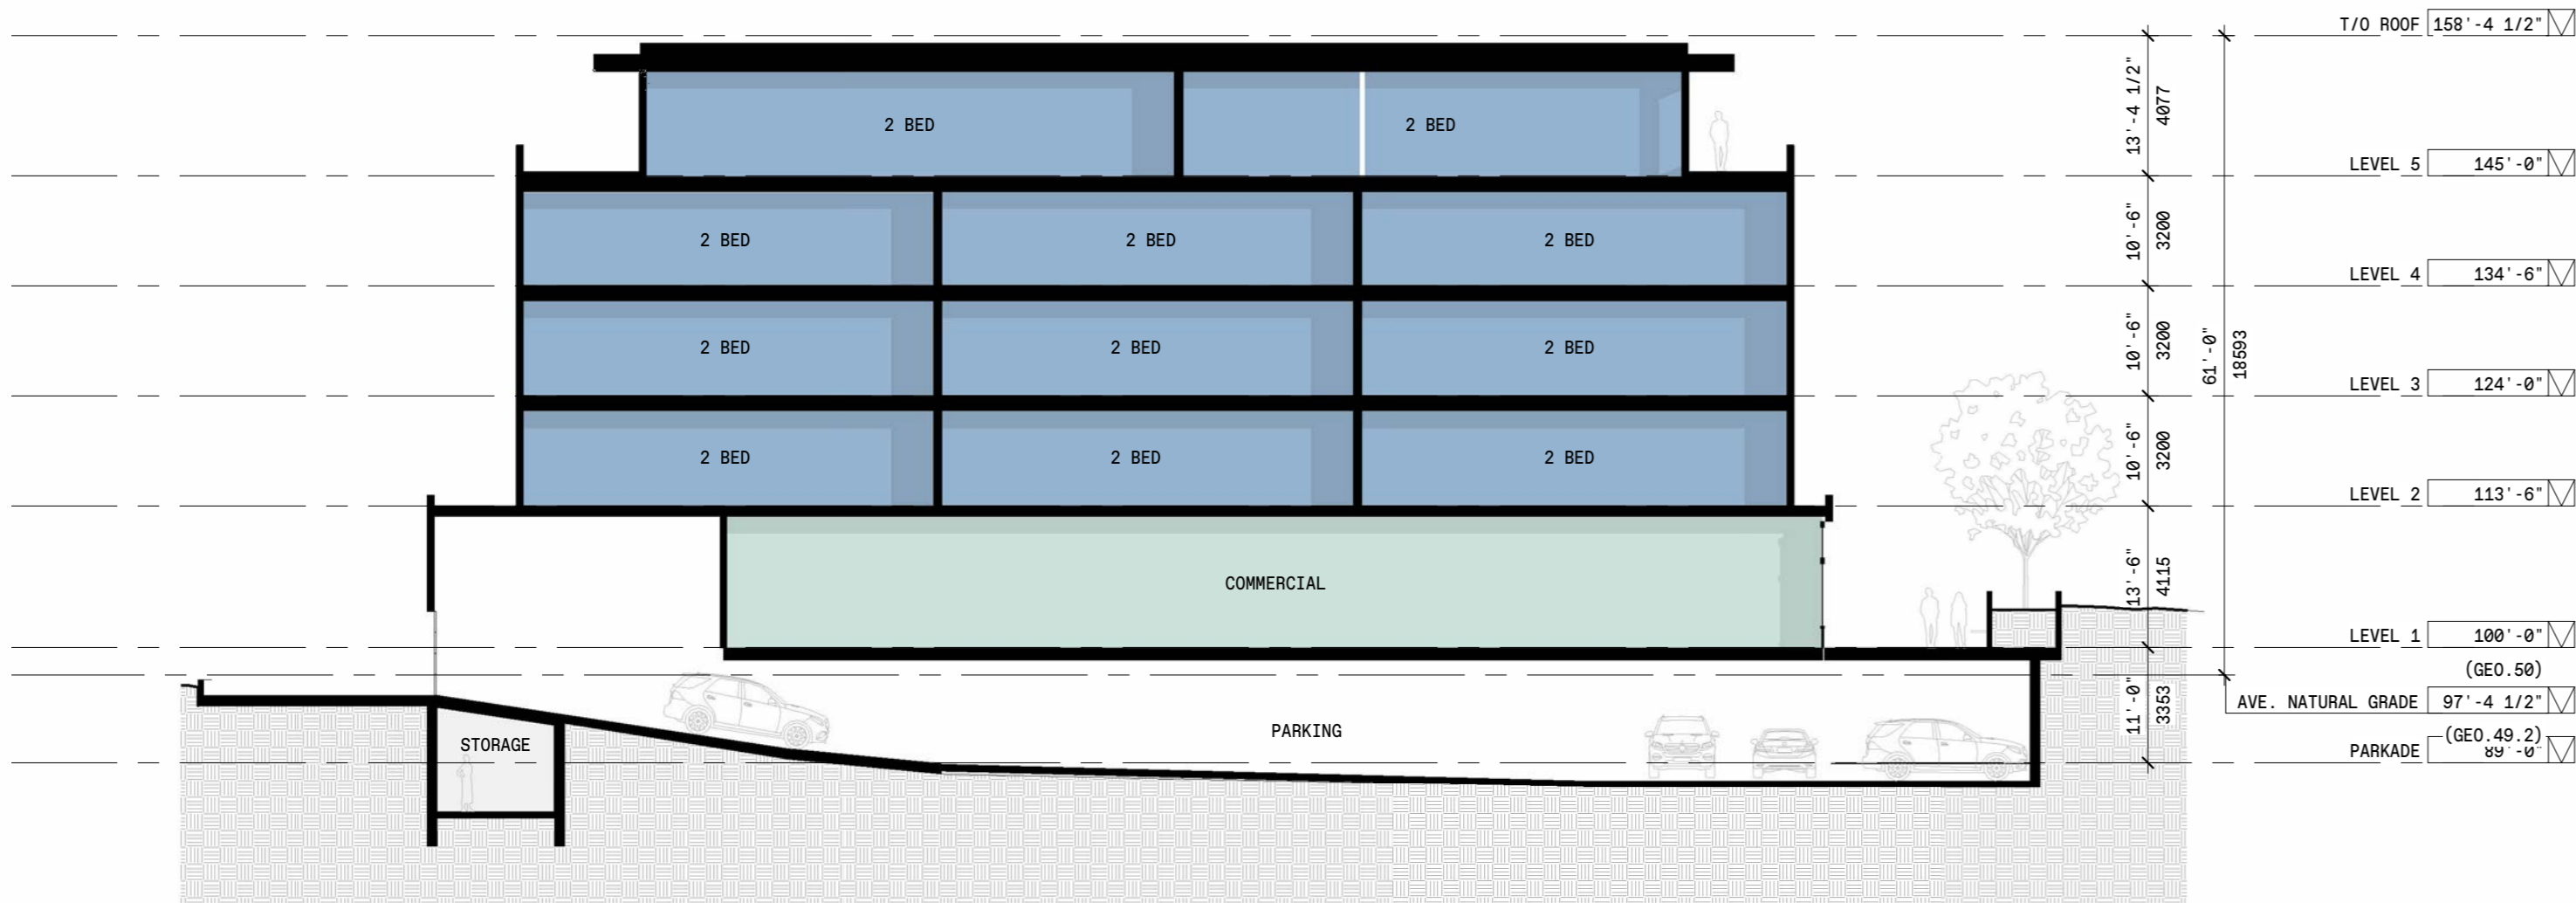 T/O ROOF 158'-4 1/2"
13'-4 1/2"
4077
2 BED 2 BED
LEVEL 5 145'-0"
10'-6"
3200
2 BED 2 BED 2 BED
LEVEL 4 134'-6"
10'-6"
3200
61'-0"
18593
2 BED 2 BED 2 BED
LEVEL 3 124'-0"
10'-6"
3200
2 BED 2 BED 2 BED
LEVEL 2 113'-6"
13'-6"
4115
COMMERCIAL
LEVEL 1 100'-0"
(GEO.50)
11'-0"
3353
AVE. NATURAL GRADE 97'-4 1/2"
(GEO.49.2)
STORAGE PARKING
PARKADE 89'-0"